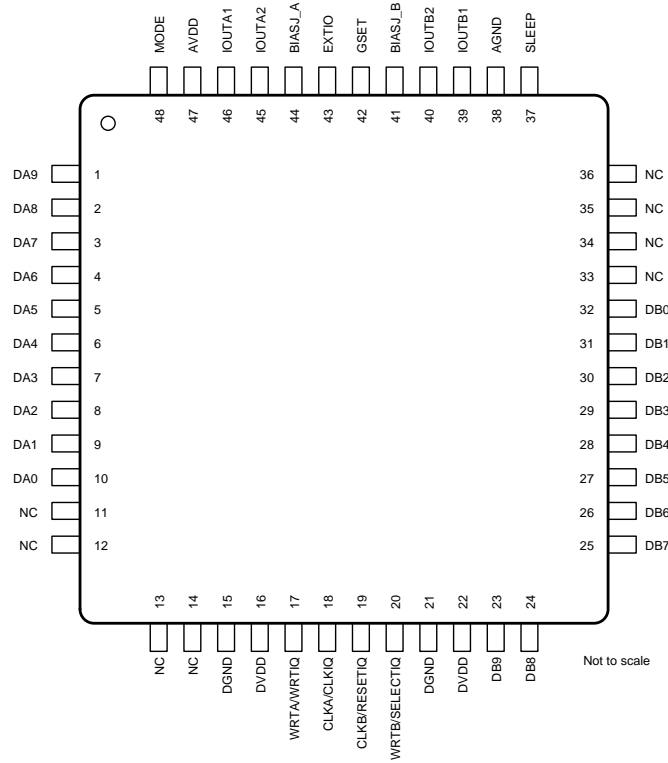 MODE
AVDD
IOUTA1
IOUTA2
BIASJ_A
EXTIO
GSET
BIASJ_B
IOUTB2
IOUTB1
AGND
SLEEP
48
47
46
45
44
43
42
41
40
39
38
37
DA9 1
DA8 2
DA7 3
DA6 4
DA5 5
DA4 6
DA3 7
DA2 8
DA1 9
DA0 10
NC 11
NC 12
36 NC
35 NC
34 NC
33 NC
32 DB0
31 DB1
30 DB2
29 DB3
28 DB4
27 DB5
26 DB6
25 DB7
13
14
15
16
17
18
19
20
21
22
23
24
NC
NC
DGND
DVDD
WRTA/WRTIQ
CLKA/CLKIQ
CLKB/RESETIQ
WRTB/SELECTIQ
DGND
DVDD
DB9
DB8
Not to scale